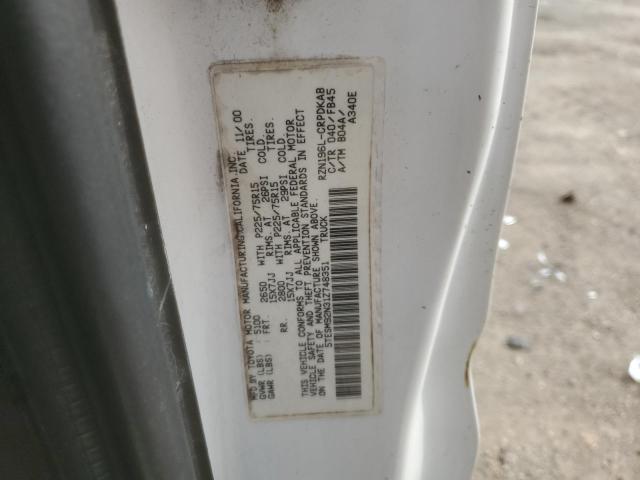 MFD BY TOYOTA MOTOR MANUFACTURING CALIFORNIA, INC.
DATE 11/00
GVWR (LBS) : 5100
GAWR (LBS) : FRT. 2650 WITH P225/75R15 TIRES.
15X7JJ RIMS. AT 26PSI COLD.
RR. 2800 WITH P225/75R15 TIRES.
15X7JJ RIMS. AT 29PSI COLD.
THIS VEHICLE CONFORMS TO ALL APPLICABLE FEDERAL MOTOR
VEHICLE SAFETY AND THEFT PREVENTION STANDARDS IN EFFECT
ON THE DATE OF MANUFACTURE SHOWN ABOVE.
5TESM92N31Z748351 TRUCK
RZN196L-CRPDKAB
C/TR 040/FB45
A/TM B04A/
A340E